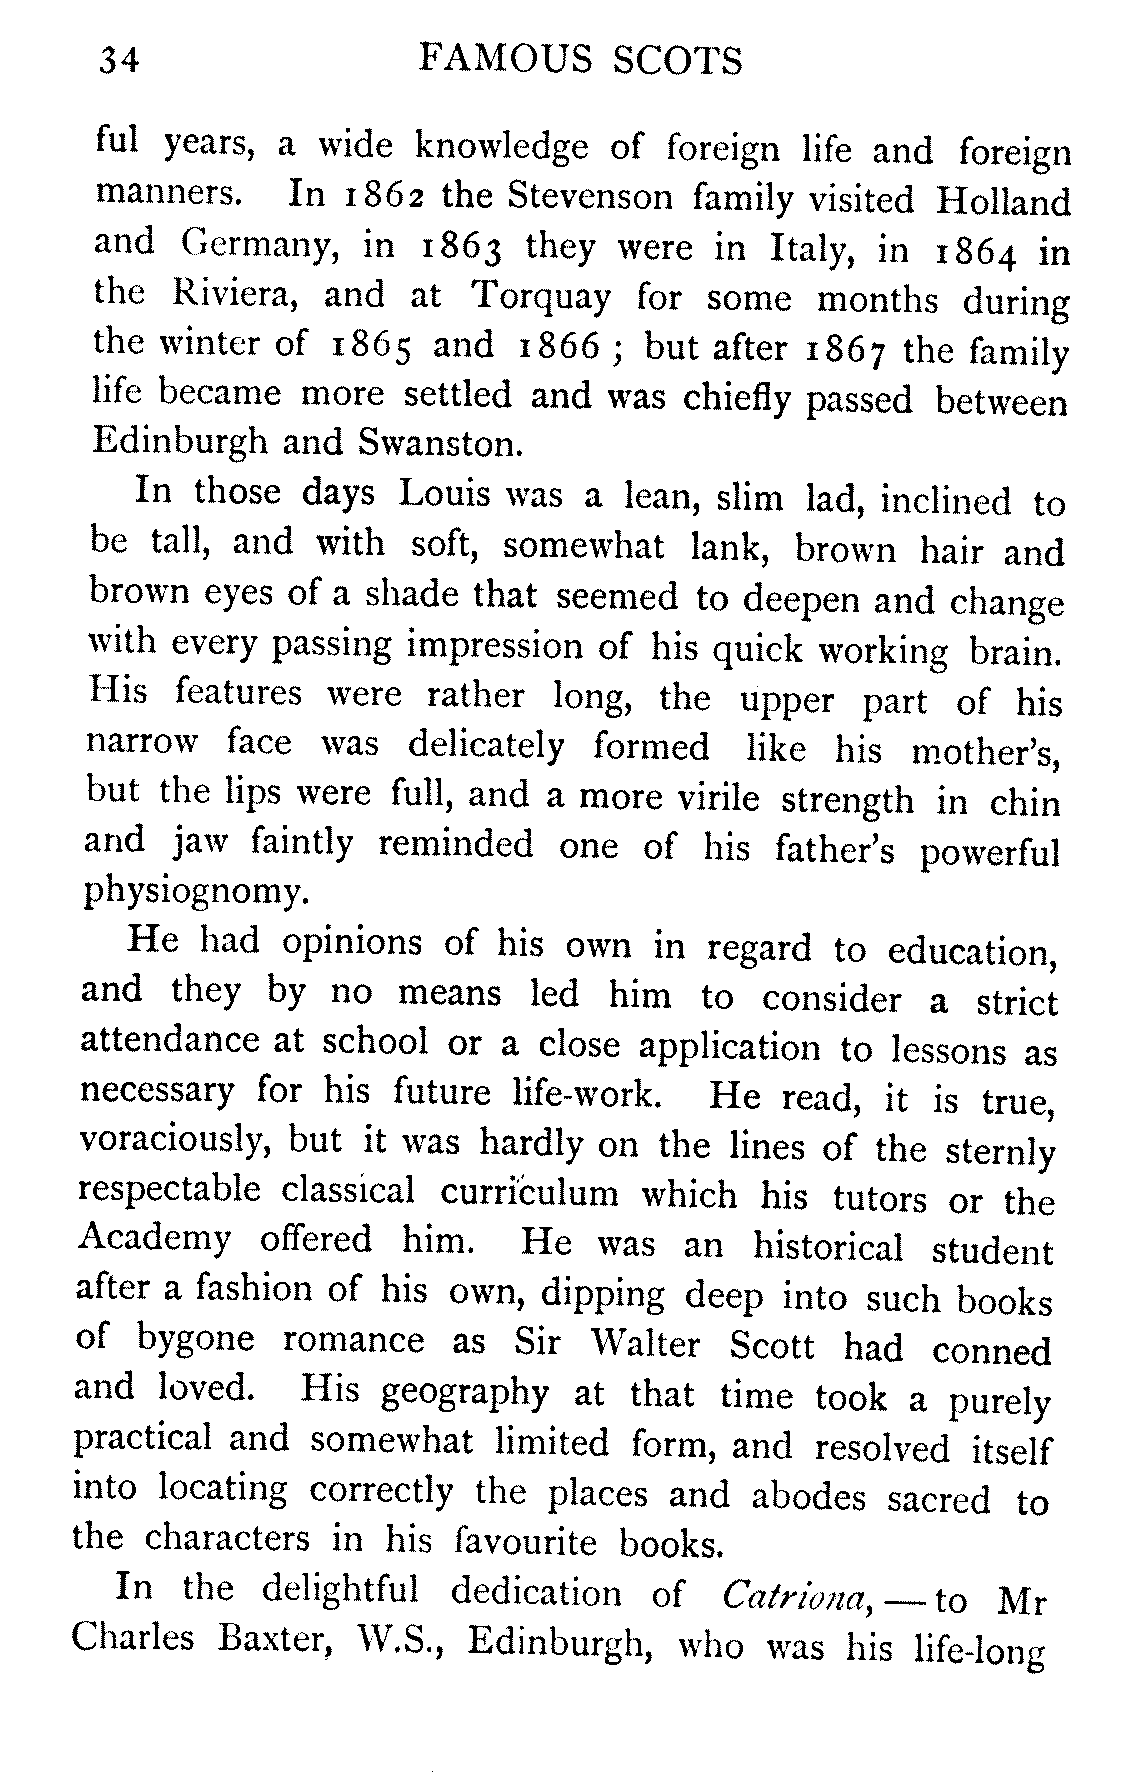 34 FAMOUS SCOTS
ful years, a wide knowledge of foreign life and foreign
manners. In 1862 the Stevenson family visited Holland
and Germany, in 1863 they were in Italy, in 1864 in
the Riviera, and at Torquay for some months during
the winter of 1865 and 1866 ; but after 1867 the family
life became more settled and was chiefly passed between
Edinburgh and Swanston.
In those days Louis was a lean, slim lad, inclined to
be tall, and with soft, somewhat lank, brown hair and
brown eyes of a shade that seemed to deepen and change
with every passing impression of his quick working brain.
His features were rather long, the upper part of his
narrow face was delicately formed like his mother's,
but the lips were full, and a more virile strength in chin
and jaw faintly reminded one of his father's powerful
physiognomy.
He had opinions of his own in regard to education,
and they by no means led him to consider a strict
attendance at school or a close application to lessons as
necessary for his future life-work. He read, it is true,
voraciously, but it was hardly on the lines of the sternly
respectable classical curriculum which his tutors or the
Academy offered him. He was an historical student
after a fashion of his own, dipping deep into such books
of bygone romance as Sir Walter Scott had conned
and loved. His geography at that time took a purely
practical and somewhat limited form, and resolved itself
into locating correctly the places and abodes sacred to
the characters in his favourite books.
In the delightful dedication of Catriona, — to Mr
Charles Baxter, W.S., Edinburgh, who was his life-long